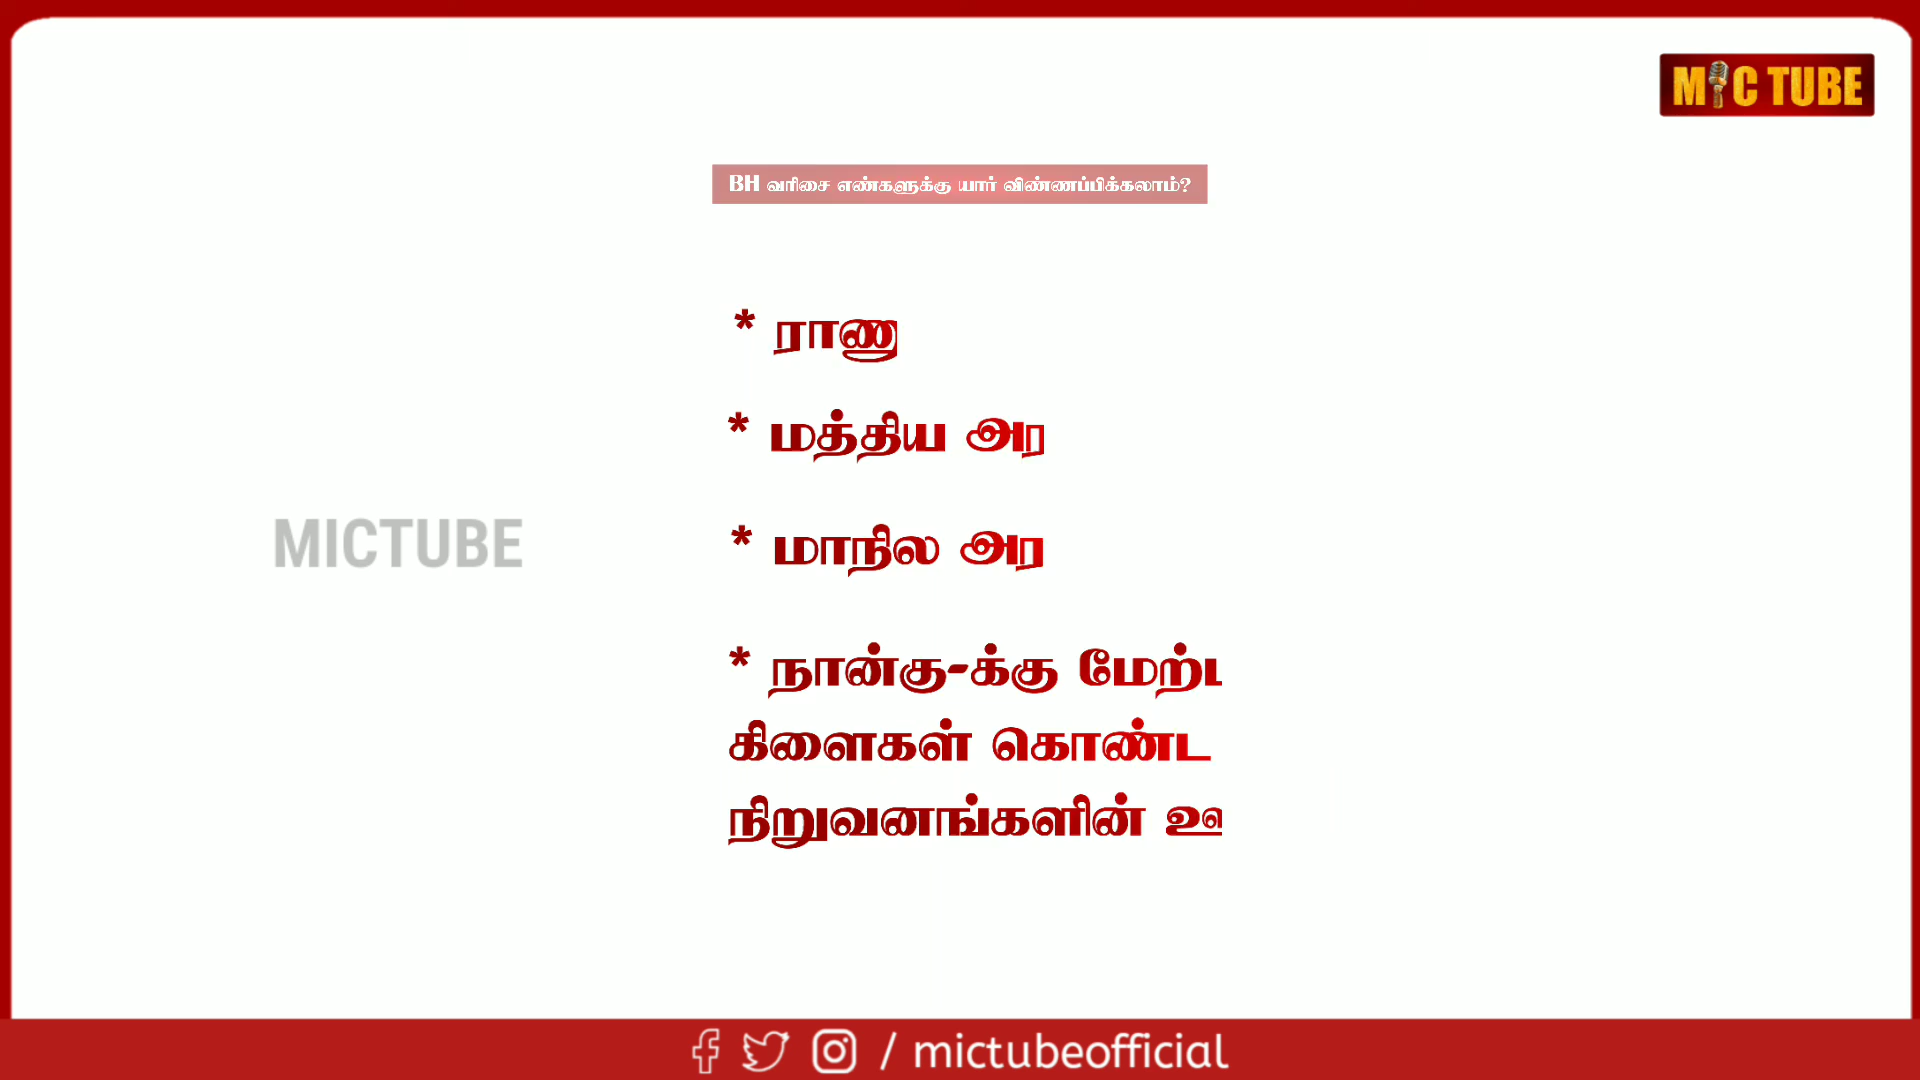 MIC TUBE
BH வரிசை எண்களுக்கு யார் விண்ணப்பிக்கலாம்?
* ராணு
* மத்திய அர
* மாநில அர
MICTUBE
* நான்கு-க்கு மேற்ப
கிளைகள் கொண்ட
நிறுவனங்களின் ஊ
/ mictubeofficial